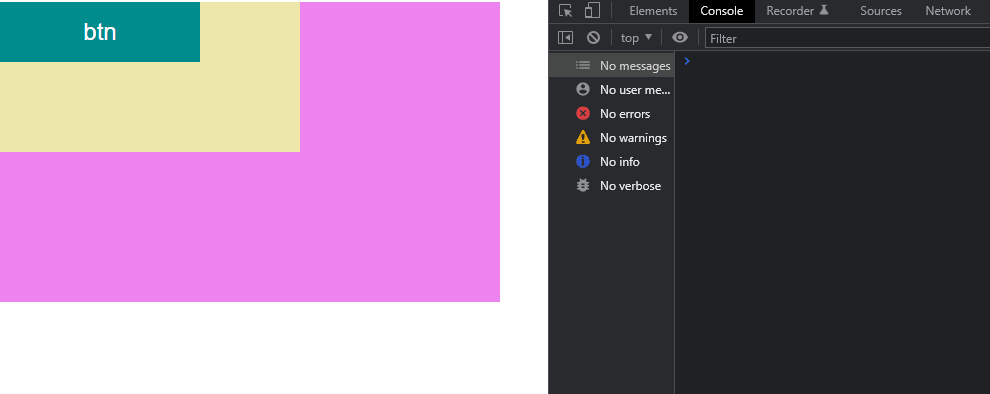 btn
Elements Console Recorder Sources Network
top Filter
No messages
No user me...
No errors
No warnings
No info
No verbose